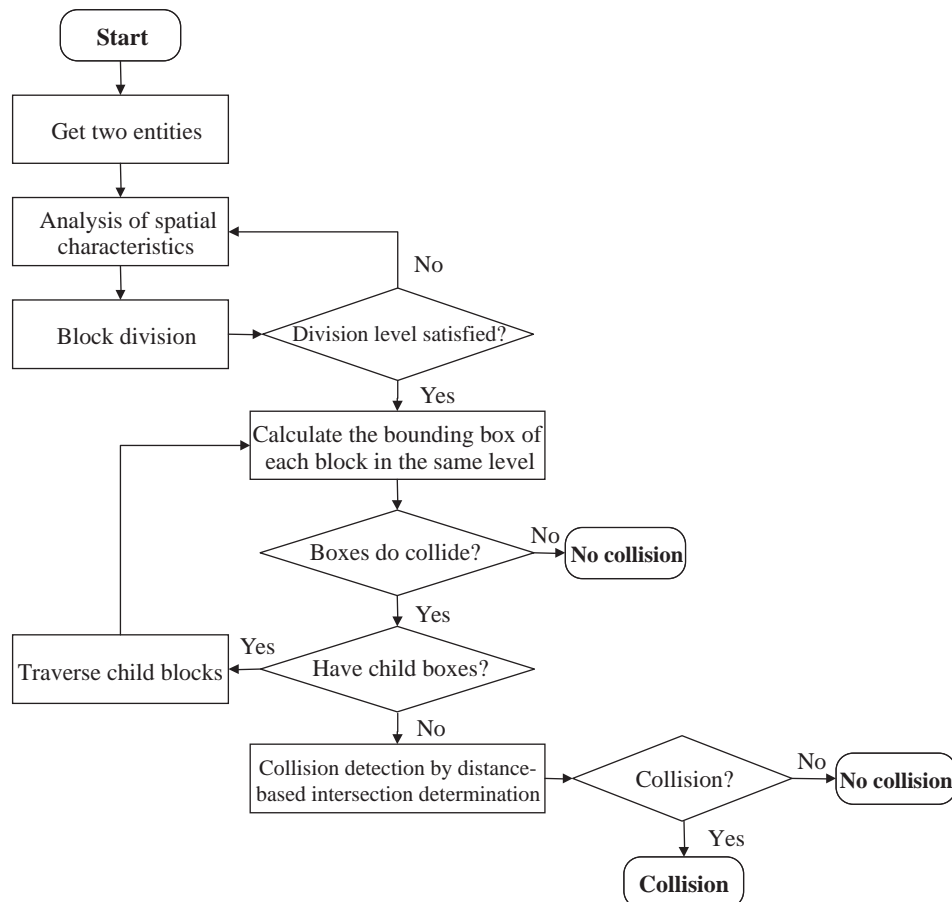 Start
Get two entities
Analysis of spatial
characteristics
No
Block division
Division level satisfied?
Yes
Calculate the bounding box of
each block in the same level
Boxes do collide?
No
No collision
Yes
Traverse child blocks
Yes
Have child boxes?
No
Collision detection by distance-
based intersection determination
Collision?
No
No collision
Yes
Collision